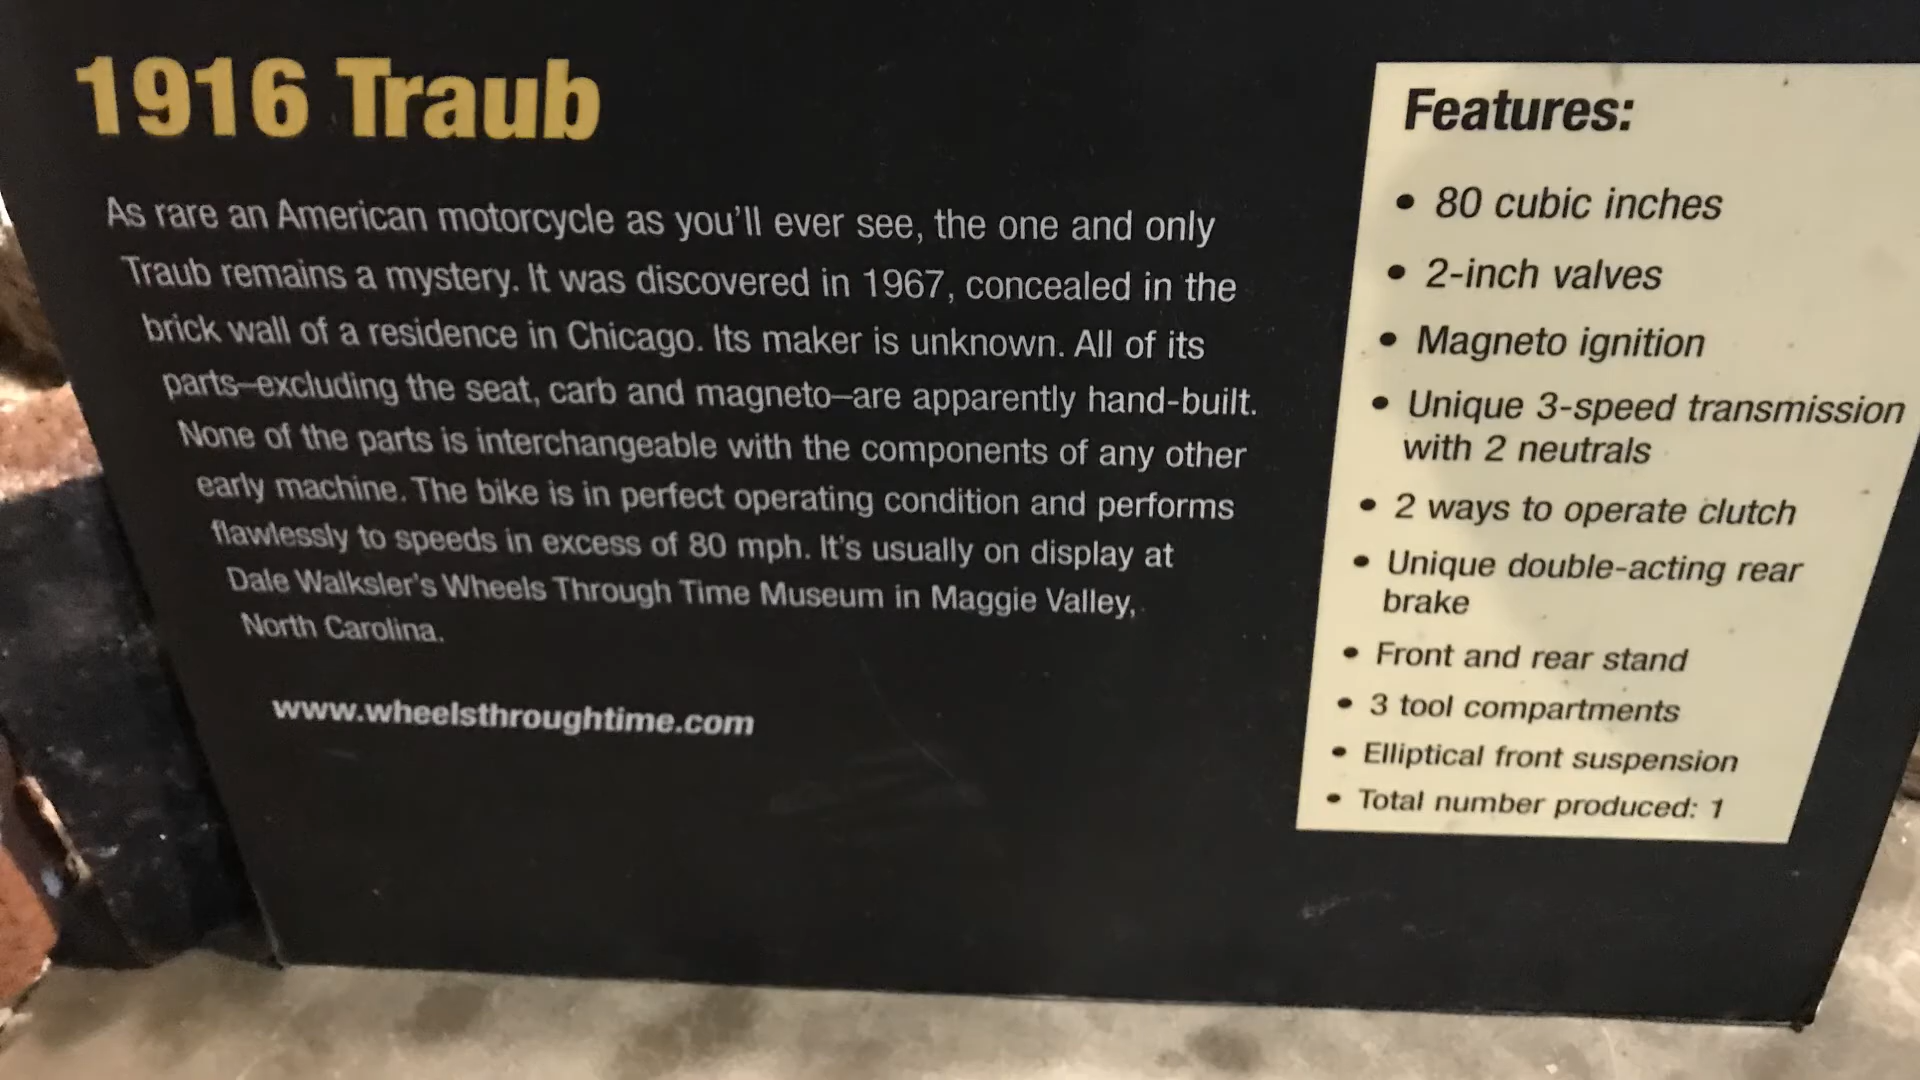 1916 Traub
As rare an American motorcycle as you'll ever see, the one and only
Traub remains a mystery. It was discovered in 1967, concealed in the
brick wall of a residence in Chicago. Its maker is unknown. All of its
parts–excluding the seat, carb and magneto–are apparently hand-built.
None of the parts is interchangeable with the components of any other
early machine. The bike is in perfect operating condition and performs
flawlessly to speeds in excess of 80 mph. It's usually on display at
Dale Walksler's Wheels Through Time Museum in Maggie Valley,
North Carolina.
www.wheelsthroughtime.com
Features:
• 80 cubic inches
• 2-inch valves
• Magneto ignition
• Unique 3-speed transmission
with 2 neutrals
• 2 ways to operate clutch
• Unique double-acting rear
brake
• Front and rear stand
• 3 tool compartments
• Elliptical front suspension
• Total number produced: 1